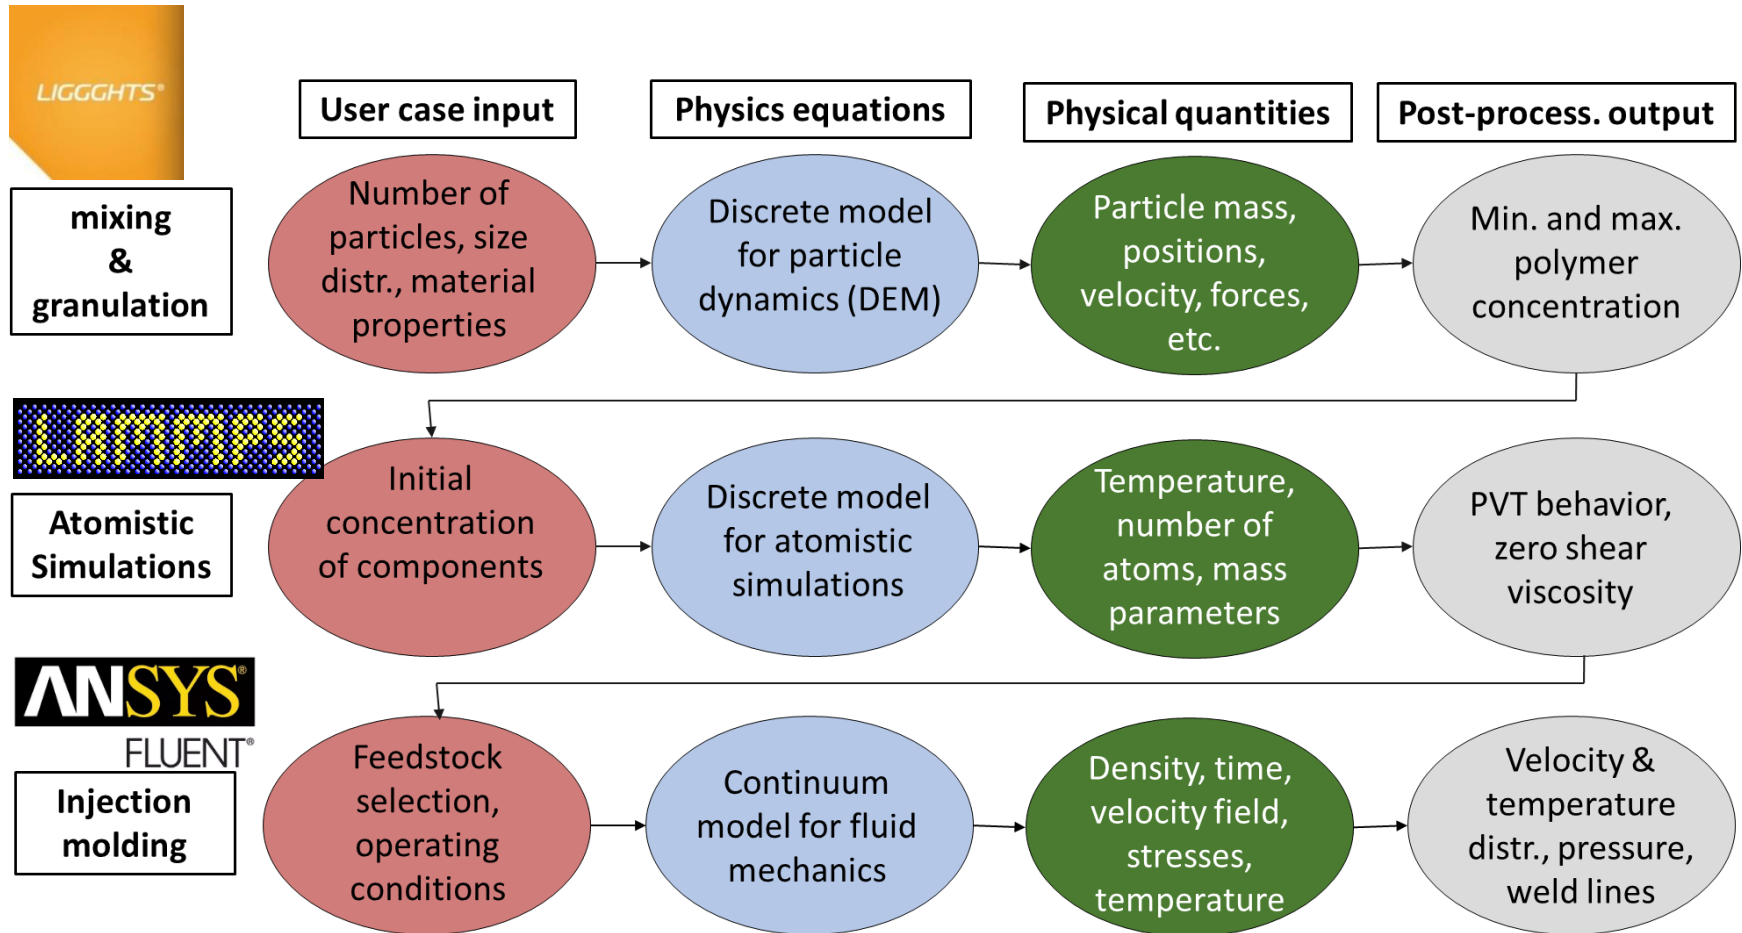 LIGGGHTS®
User case input
Physics equations
Physical quantities
Post-process. output
mixing
&
granulation
Number of
particles, size
distr., material
properties
Discrete model
for particle
dynamics (DEM)
Particle mass,
positions,
velocity, forces,
etc.
Min. and max.
polymer
concentration
LAMMPS
Atomistic
Simulations
Initial
concentration
of components
Discrete model
for atomistic
simulations
Temperature,
number of
atoms, mass
parameters
PVT behavior,
zero shear
viscosity
ANSYS®
FLUENT®
Injection
molding
Feedstock
selection,
operating
conditions
Continuum
model for fluid
mechanics
Density, time,
velocity field,
stresses,
temperature
Velocity &
temperature
distr., pressure,
weld lines